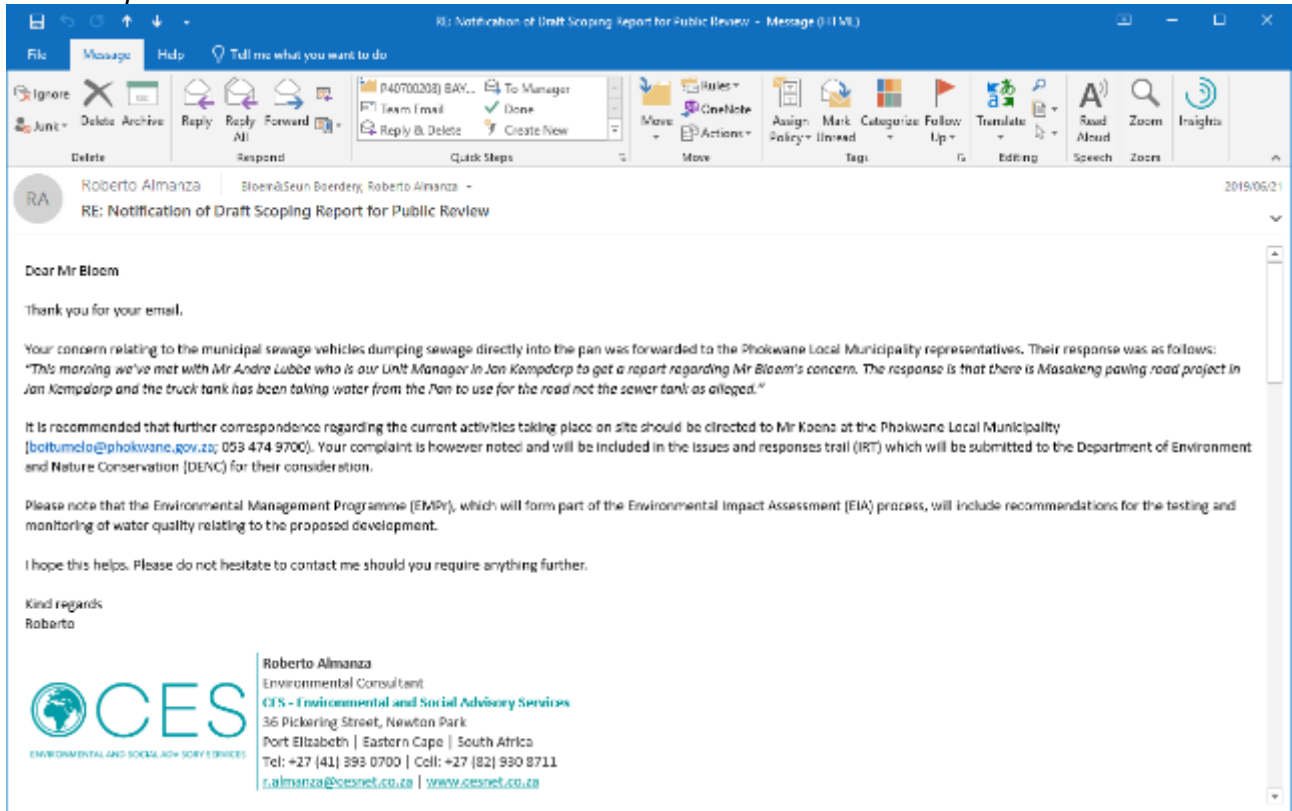 RE: Notification of Draft Scoping Report for Public Review - Message (HTML)
File Message Help Tell me what you want to do
Ignore
Junk
Delete Archive
Reply Reply All Forward
P40700208) BAY... To Manager
Team Email Done
Reply & Delete Create New
Move Rules
OneNote
Actions
Assign Policy Mark Unread Categorize Follow Up
Translate
Read Aloud
Zoom
Insights
Delete Respond Quick Steps Move Tags Editing Speech Zoom
RA
Roberto Almanza Bloem&Seun Boerdery, Roberto Almanza
2019/06/21
RE: Notification of Draft Scoping Report for Public Review
Dear Mr Bloem
Thank you for your email.
Your concern relating to the municipal sewage vehicles dumping sewage directly into the pan was forwarded to the Phokwane Local Municipality representatives. Their response was as follows:
"This morning we've met with Mr Andre Lubbe who is our Unit Manager in Jan Kempdorp to get a report regarding Mr Bloem's concern. The response is that there is Masakeng paving road project in
Jan Kempdorp and the truck tank has been taking water from the Pan to use for the road not the sewer tank as alleged."
It is recommended that further correspondence regarding the current activities taking place on site should be directed to Mr Koena at the Phokwane Local Municipality
(boitumelo@phokwane.gov.za; 053 474 9700). Your complaint is however noted and will be included in the issues and responses trail (IRT) which will be submitted to the Department of Environment
and Nature Conservation (DENC) for their consideration.
Please note that the Environmental Management Programme (EMPr), which will form part of the Environmental Impact Assessment (EIA) process, will include recommendations for the testing and
monitoring of water quality relating to the proposed development.
I hope this helps. Please do not hesitate to contact me should you require anything further.
Kind regards
Roberto
CES
ENVIRONMENTAL AND SOCIAL ADVISORY SERVICES
Roberto Almanza
Environmental Consultant
CES - Environmental and Social Advisory Services
36 Pickering Street, Newton Park
Port Elizabeth | Eastern Cape | South Africa
Tel: +27 (41) 393 0700 | Cell: +27 (82) 930 8711
r.almanza@cesnet.co.za | www.cesnet.co.za